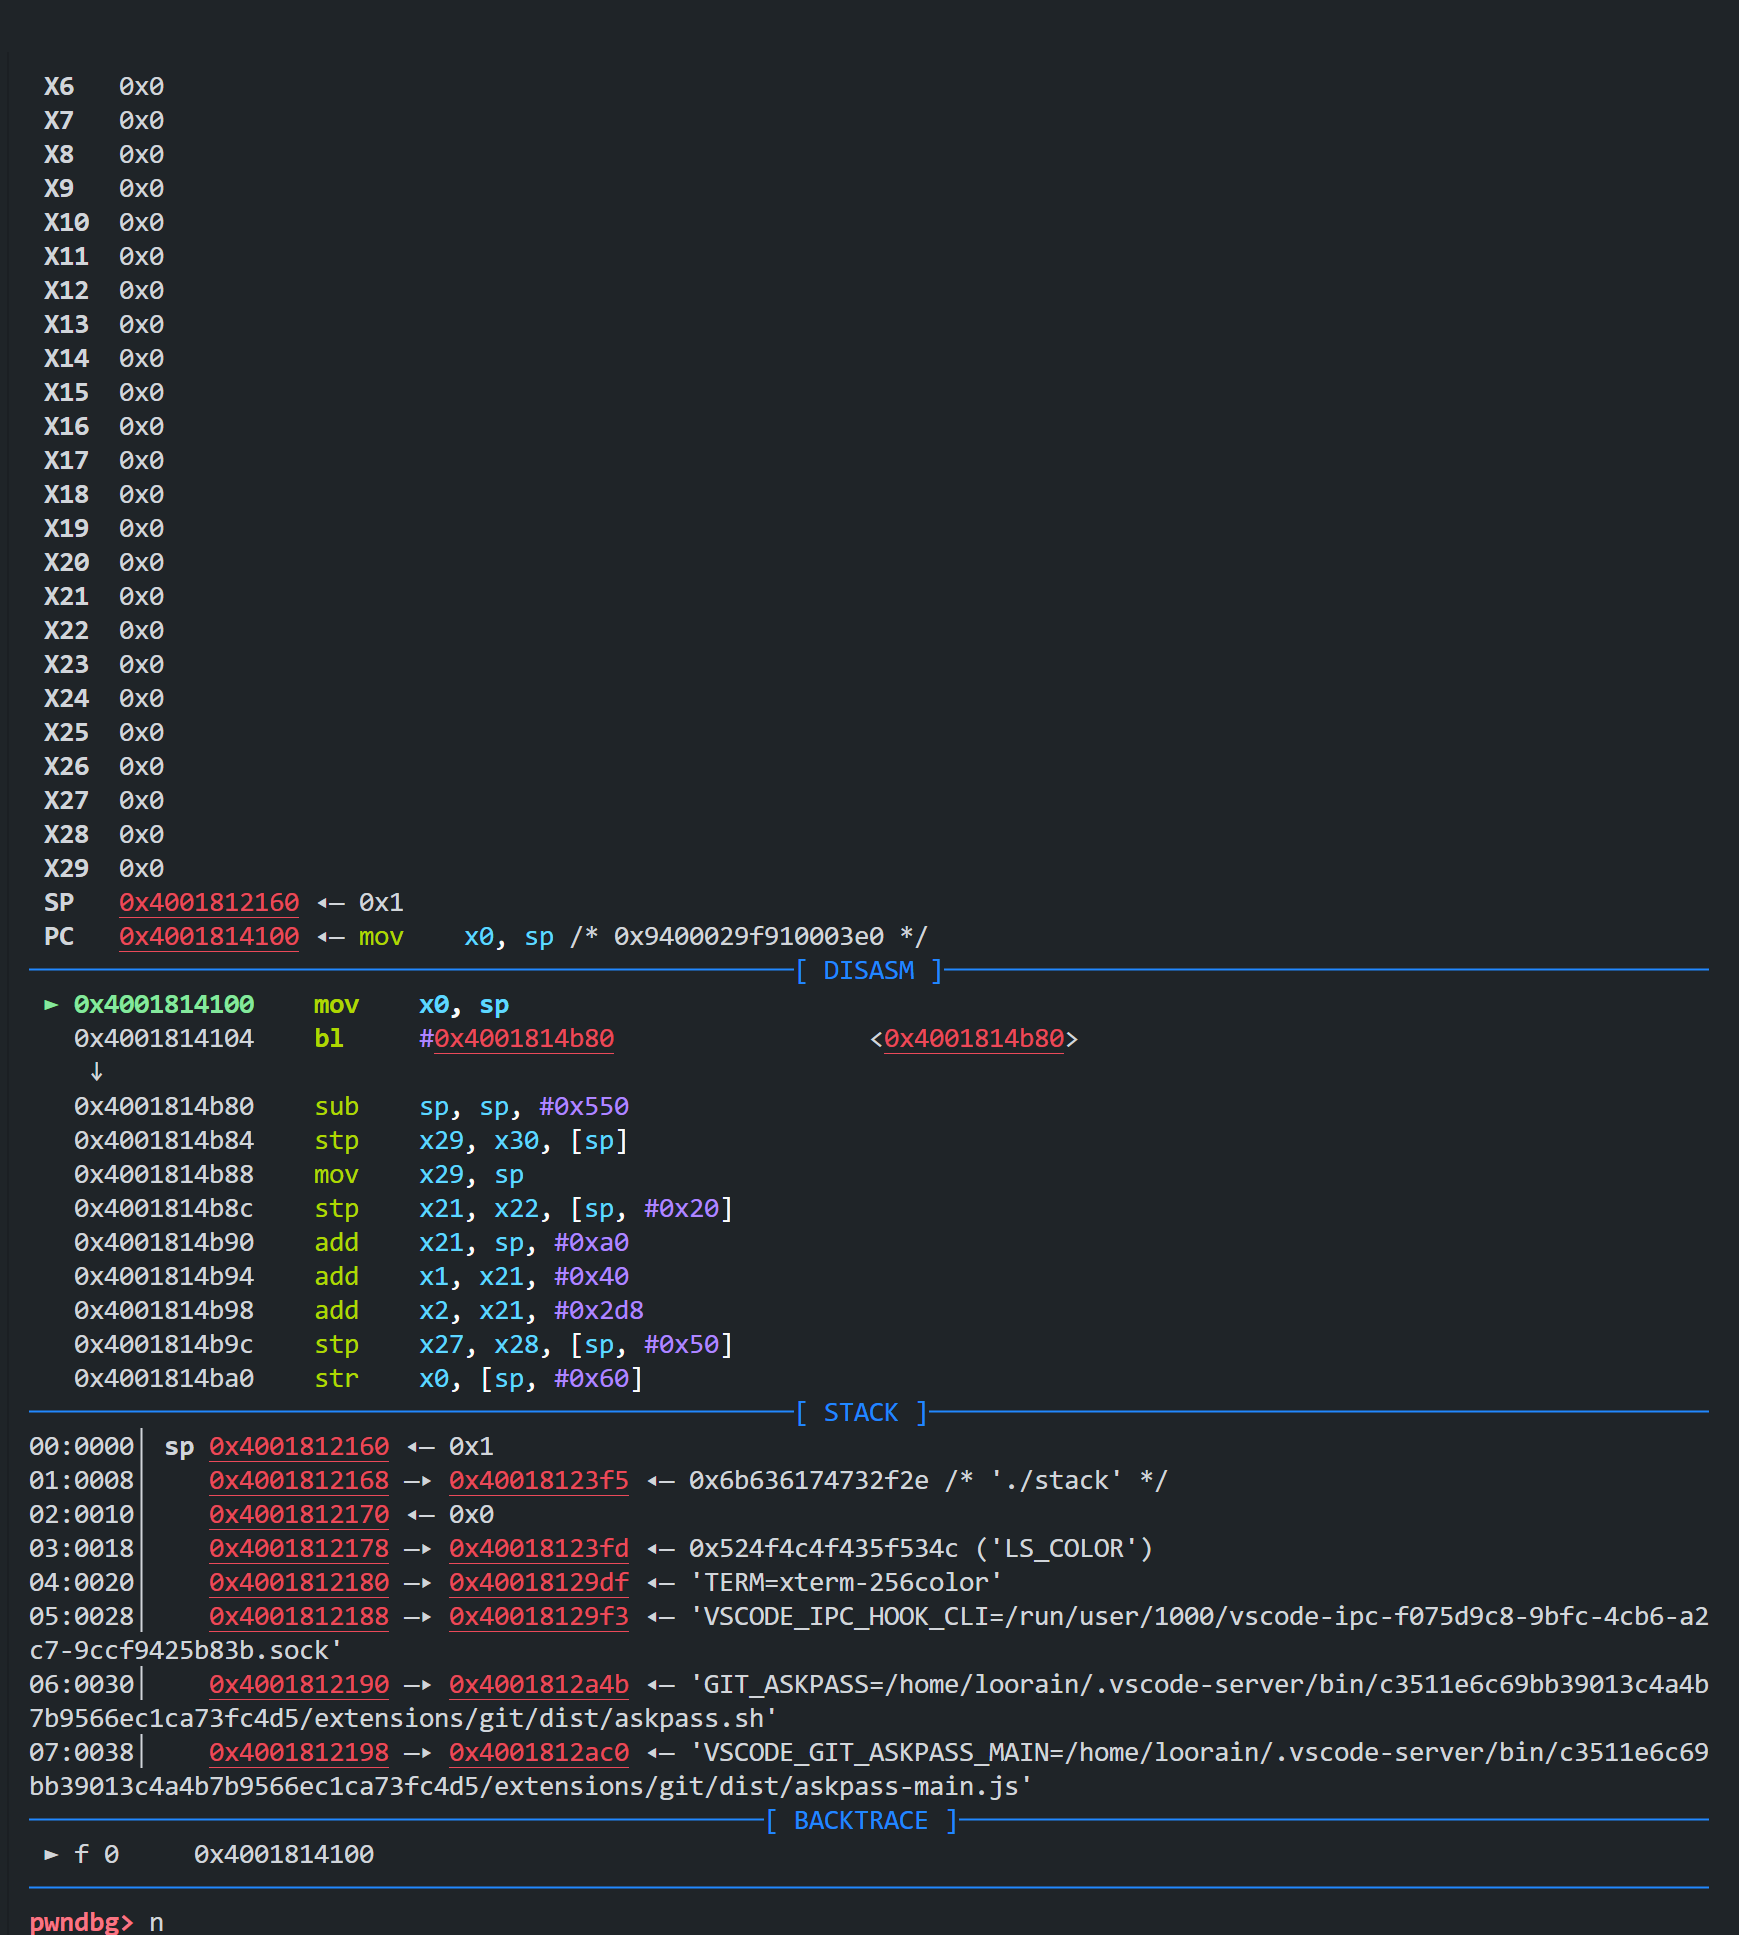 X6   0x0
X7   0x0
X8   0x0
X9   0x0
X10  0x0
X11  0x0
X12  0x0
X13  0x0
X14  0x0
X15  0x0
X16  0x0
X17  0x0
X18  0x0
X19  0x0
X20  0x0
X21  0x0
X22  0x0
X23  0x0
X24  0x0
X25  0x0
X26  0x0
X27  0x0
X28  0x0
X29  0x0
SP   0x4001812160 ◂— 0x1
PC   0x4001814100 ◂— mov    x0, sp /* 0x9400029f910003e0 */
[ DISASM ]
► 0x4001814100    mov    x0, sp
0x4001814104    bl     #0x4001814b80                 <0x4001814b80>
↓
0x4001814b80    sub    sp, sp, #0x550
0x4001814b84    stp    x29, x30, [sp]
0x4001814b88    mov    x29, sp
0x4001814b8c    stp    x21, x22, [sp, #0x20]
0x4001814b90    add    x21, sp, #0xa0
0x4001814b94    add    x1, x21, #0x40
0x4001814b98    add    x2, x21, #0x2d8
0x4001814b9c    stp    x27, x28, [sp, #0x50]
0x4001814ba0    str    x0, [sp, #0x60]
[ STACK ]
00:0000│ sp 0x4001812160 ◂— 0x1
01:0008│    0x4001812168 —▸ 0x40018123f5 ◂— 0x6b636174732f2e /* './stack' */
02:0010│    0x4001812170 ◂— 0x0
03:0018│    0x4001812178 —▸ 0x40018123fd ◂— 0x524f4c4f435f534c ('LS_COLOR')
04:0020│    0x4001812180 —▸ 0x40018129df ◂— 'TERM=xterm-256color'
05:0028│    0x4001812188 —▸ 0x40018129f3 ◂— 'VSCODE_IPC_HOOK_CLI=/run/user/1000/vscode-ipc-f075d9c8-9bfc-4cb6-a2
c7-9ccf9425b83b.sock'
06:0030│    0x4001812190 —▸ 0x4001812a4b ◂— 'GIT_ASKPASS=/home/loorain/.vscode-server/bin/c3511e6c69bb39013c4a4b
7b9566ec1ca73fc4d5/extensions/git/dist/askpass.sh'
07:0038│    0x4001812198 —▸ 0x4001812ac0 ◂— 'VSCODE_GIT_ASKPASS_MAIN=/home/loorain/.vscode-server/bin/c3511e6c69
bb39013c4a4b7b9566ec1ca73fc4d5/extensions/git/dist/askpass-main.js'
[ BACKTRACE ]
► f 0     0x4001814100
pwndbg> n